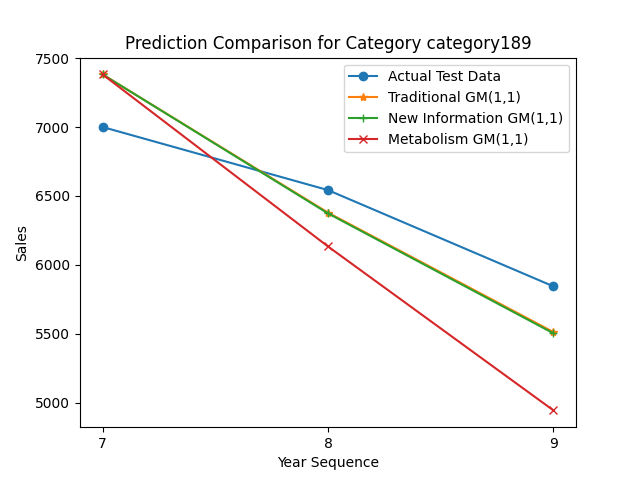 Prediction Comparison for Category category189
Actual Test Data
Traditional GM(1,1)
New Information GM(1,1)
Metabolism GM(1,1)
Sales
7500
7000
6500
6000
5500
5000
7 8 9
Year Sequence